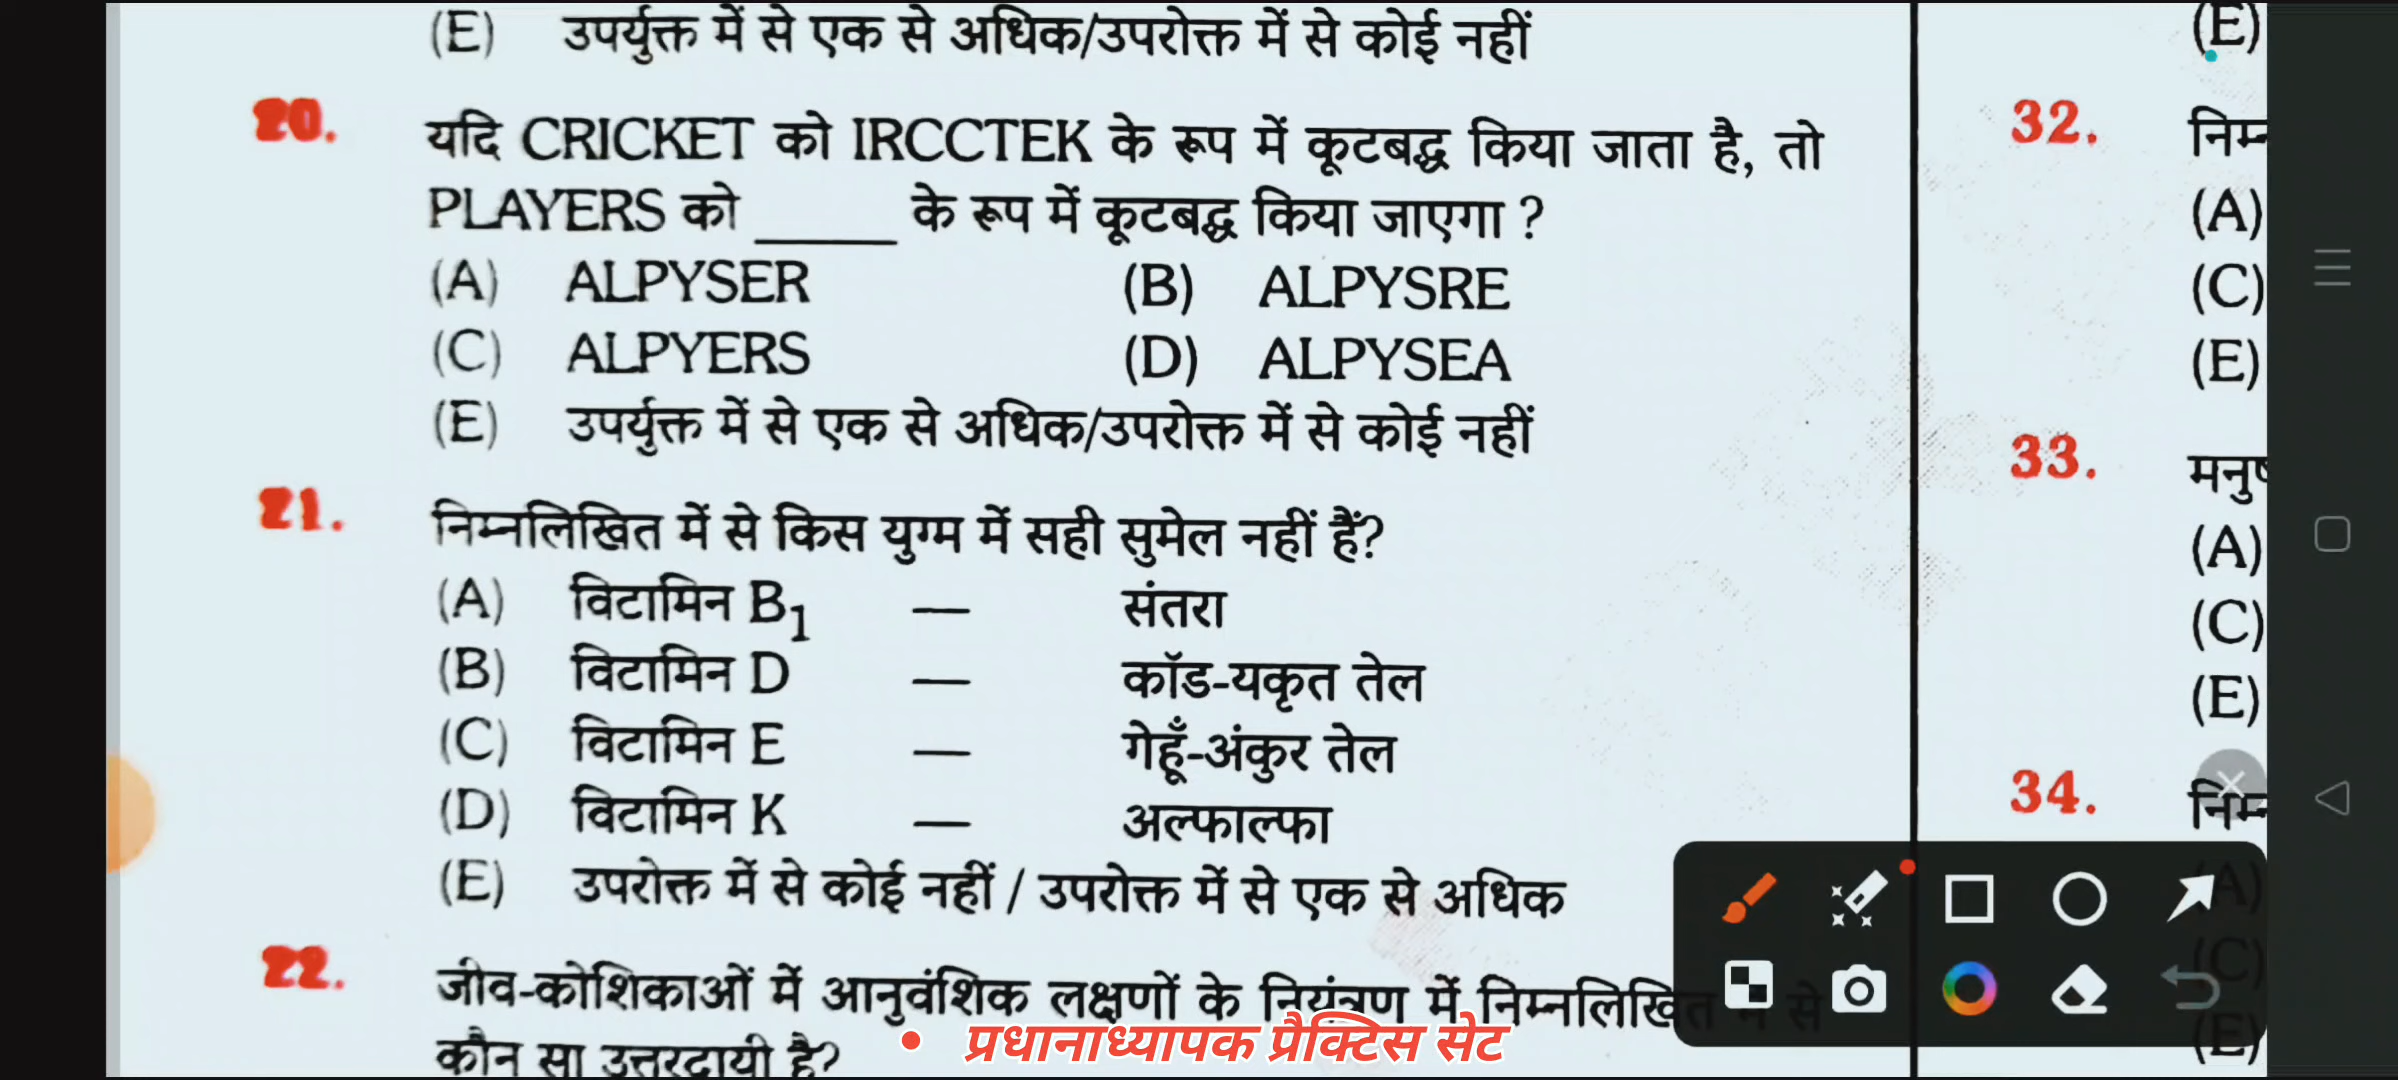 (E) उपर्युक्त में से एक से अधिक/उपरोक्त में से कोई नहीं
20. यदि CRICKET को IRCCTEK के रूप में कूटबद्ध किया जाता है, तो
PLAYERS को _____ के रूप में कूटबद्ध किया जाएगा ?
(A) ALPYSER (B) ALPYSRE
(C) ALPYERS (D) ALPYSEA
(E) उपर्युक्त में से एक से अधिक/उपरोक्त में से कोई नहीं
21. निम्नलिखित में से किस युग्म में सही सुमेल नहीं हैं?
(A) विटामिन B₁ — संतरा
(B) विटामिन D — कॉड-यकृत तेल
(C) विटामिन E — गेहूँ-अंकुर तेल
(D) विटामिन K — अल्फाल्फा
(E) उपरोक्त में से कोई नहीं / उपरोक्त में से एक से अधिक
22. जीव-कोशिकाओं में आनुवंशिक लक्षणों के नियंत्रण में निम्नलिखित में से
कौन सा उत्तरदायी है?
• प्रधानाध्यापक प्रैक्टिस सेट
(E)
32.
(A)
(C)
(E)
33.
(A)
(C)
(E)
34.
(A)
(C)
(E)